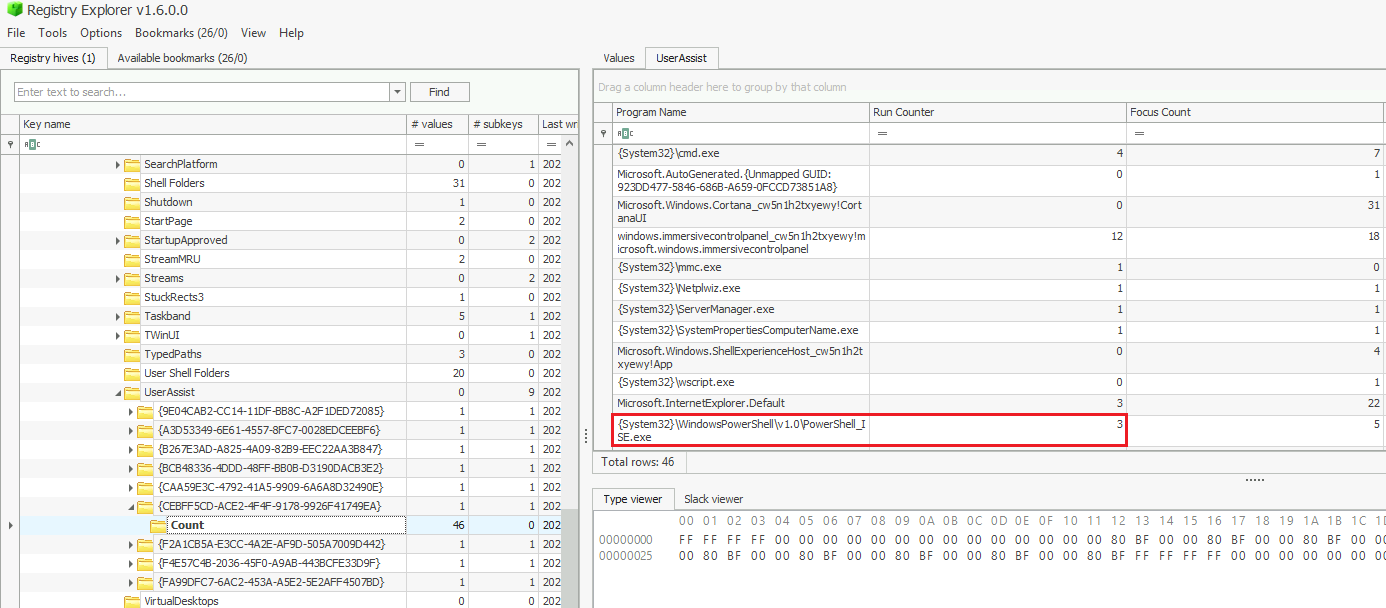 Registry Explorer v1.6.0.0
File Tools Options Bookmarks (26/0) View Help
Registry hives (1) Available bookmarks (26/0)
Enter text to search... Find
Key name # values # subkeys Last wr
= = =
SearchPlatform 0 1 202
Shell Folders 31 0 202
Shutdown 1 0 202
StartPage 2 0 202
StartupApproved 0 2 202
StreamMRU 2 0 202
Streams 0 2 202
StuckRects3 1 0 202
Taskband 5 1 202
TWinUI 0 1 202
TypedPaths 3 0 202
User Shell Folders 20 0 202
UserAssist 0 9 202
{9E04CAB2-CC14-11DF-BB8C-A2F1DED72085} 1 1 202
{A3D53349-6E61-4557-8FC7-0028EDCEEBF6} 1 1 202
{B267E3AD-A825-4A09-82B9-EEC22AA3B847} 1 1 202
{BCB48336-4DDD-48FF-BB0B-D3190DACB3E2} 1 1 202
{CAA59E3C-4792-41A5-9909-6A6A8D32490E} 1 1 202
{CEBFF5CD-ACE2-4F4F-9178-9926F41749EA} 1 1 202
Count 46 0 202
{F2A1CB5A-E3CC-4A2E-AF9D-505A7009D442} 1 1 202
{F4E57C4B-2036-45F0-A9AB-443BCFE33D9F} 1 1 202
{FA99DFC7-6AC2-453A-A5E2-5E2AFF4507BD} 1 1 202
VirtualDesktops 0 0 202
Values UserAssist
Drag a column header here to group by that column
Program Name Run Counter Focus Count
= =
{System32}\cmd.exe 4 7
Microsoft.AutoGenerated.{Unmapped GUID: 0 1
923DD477-5846-686B-A659-0FCCD73851A8}
Microsoft.Windows.Cortana_cw5n1h2txyewy!Cort 0 31
anaUI
windows.immersivecontrolpanel_cw5n1h2txyewy!m 12 18
icrosoft.windows.immersivecontrolpanel
{System32}\mmc.exe 1 0
{System32}\Netplwiz.exe 1 1
{System32}\ServerManager.exe 1 1
{System32}\SystemPropertiesComputerName.exe 1 1
Microsoft.Windows.ShellExperienceHost_cw5n1h2t 0 4
xyewy!App
{System32}\wscript.exe 0 1
Microsoft.InternetExplorer.Default 3 22
{System32}\WindowsPowerShell\v1.0\PowerShell_I 3 5
SE.exe
Total rows: 46
Type viewer Slack viewer
00 01 02 03 04 05 06 07 08 09 0A 0B 0C 0D 0E 0F 10 11 12 13 14 15 16 17 18 19 1A 1B 1C
00000000 FF FF FF FF 00 00 00 00 00 00 00 00 00 00 00 00 00 00 80 BF 00 00 80 BF 00 00 80 BF 00 00
00000025 00 80 BF 00 00 80 BF 00 00 80 BF 00 00 80 BF 00 00 80 BF FF FF FF FF 00 00 00 00 00 00 00